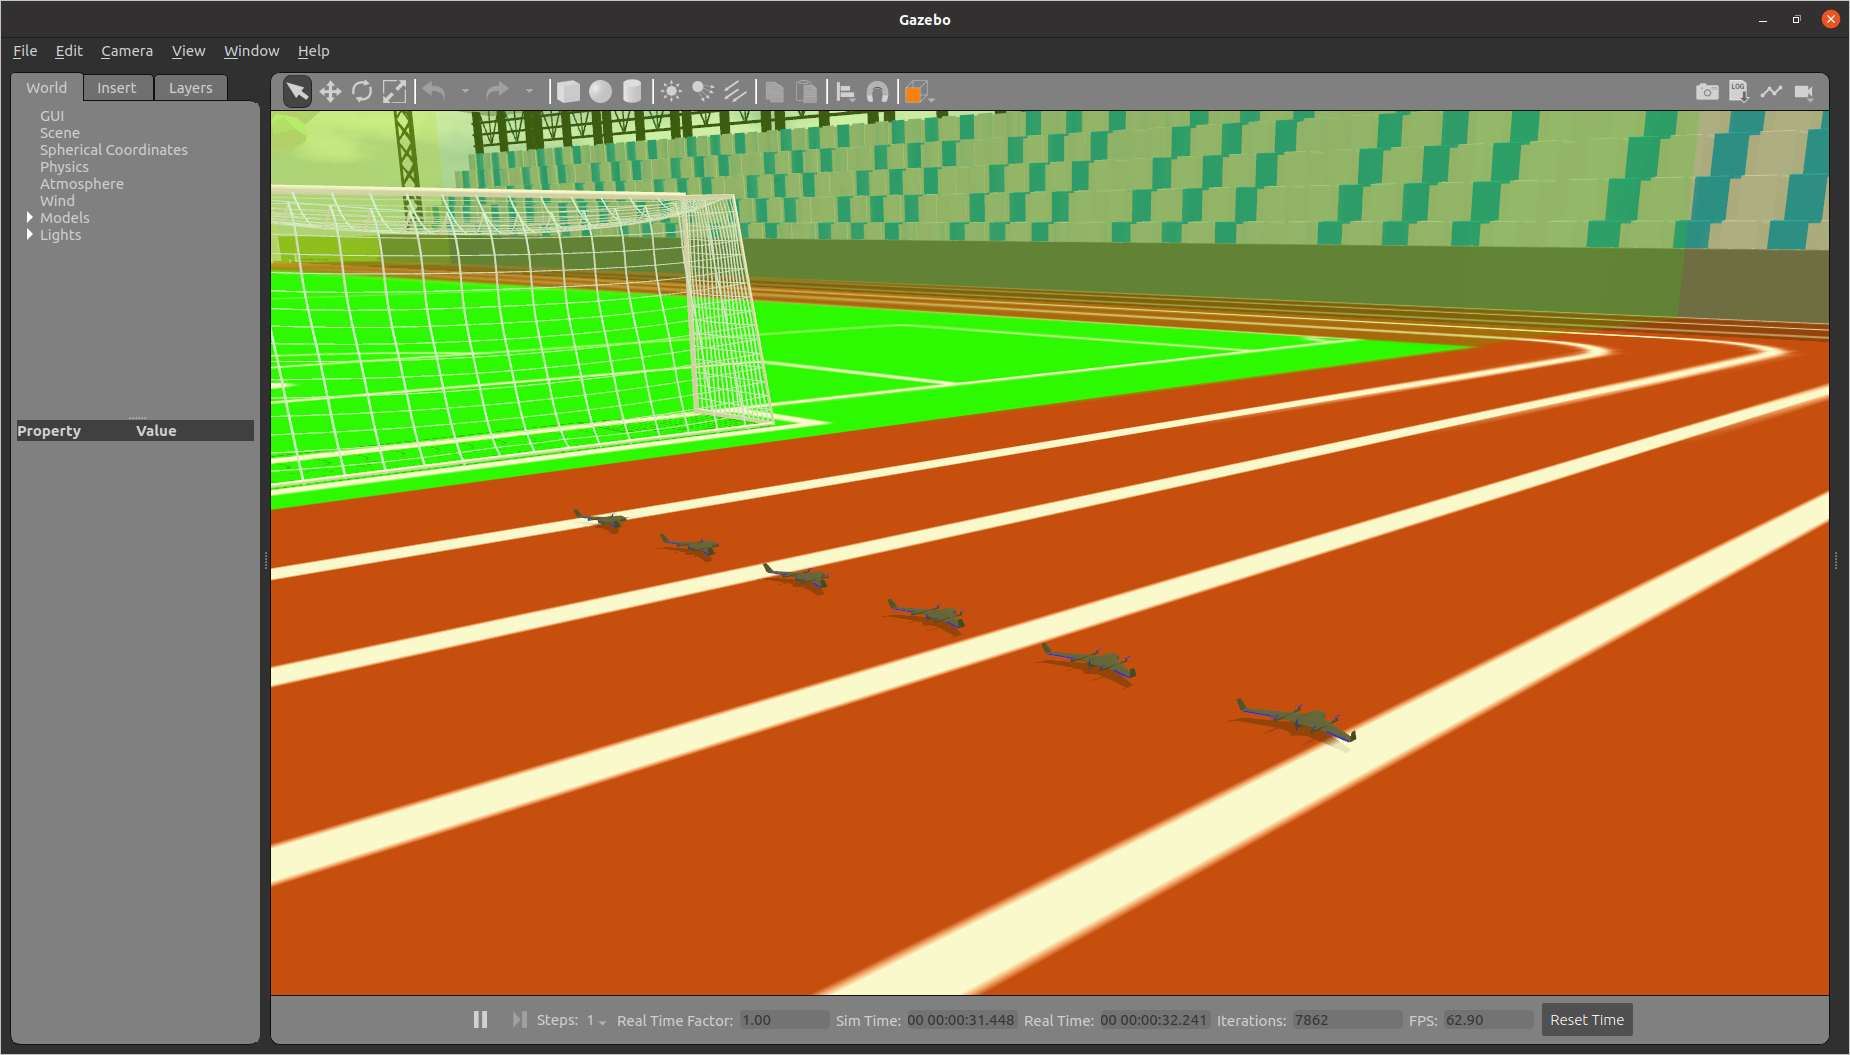 Gazebo
File Edit Camera View Window Help
World Insert Layers
LOG
GUI
Scene
Spherical Coordinates
Physics
Atmosphere
Wind
Models
Lights
Property Value
Steps: 1 Real Time Factor: 1.00 Sim Time: 00 00:00:31.448 Real Time: 00 00:00:32.241 Iterations: 7862 FPS: 62.90 Reset Time